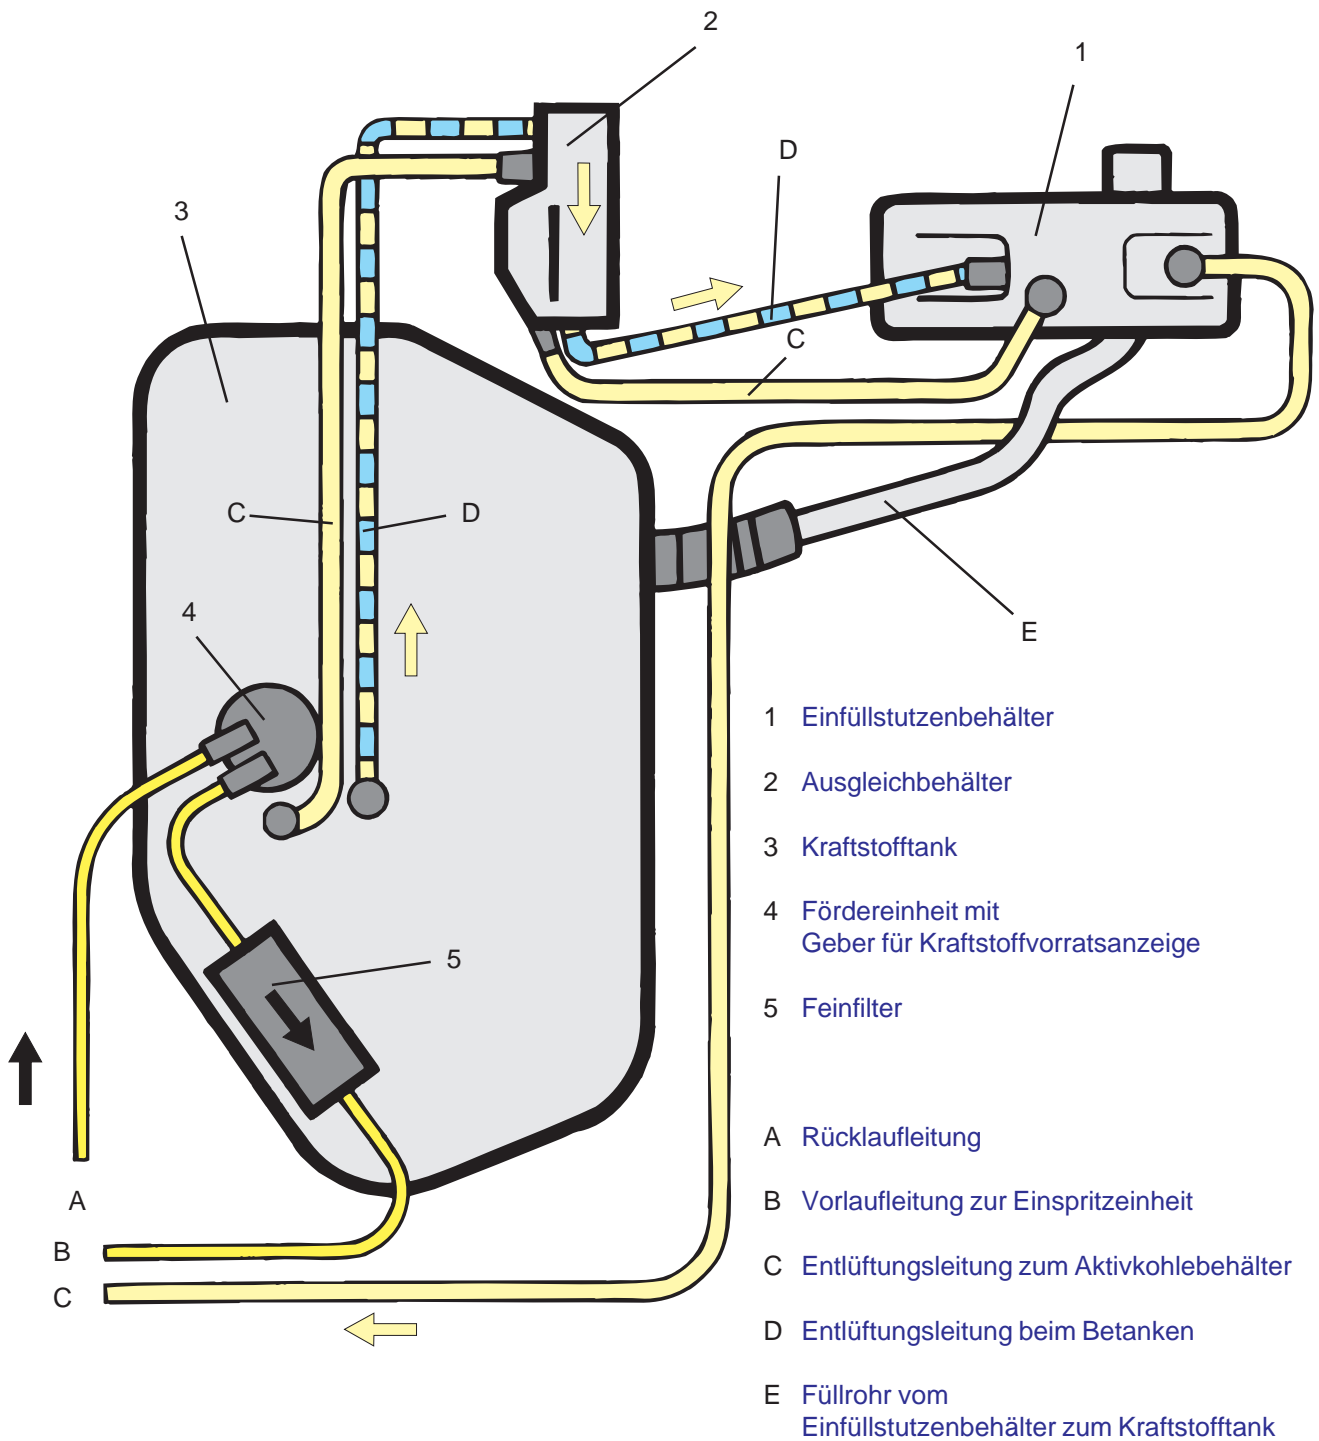 2
1
D
3
C
C
D
4
E
1 Einfüllstutzenbehälter
2 Ausgleichbehälter
3 Kraftstofftank
4 Fördereinheit mit
Geber für Kraftstoffvorratsanzeige
5
5 Feinfilter
A Rücklaufleitung
A
B Vorlaufleitung zur Einspritzeinheit
B
C Entlüftungsleitung zum Aktivkohlebehälter
C
D Entlüftungsleitung beim Betanken
E Füllrohr vom
Einfüllstutzenbehälter zum Kraftstofftank